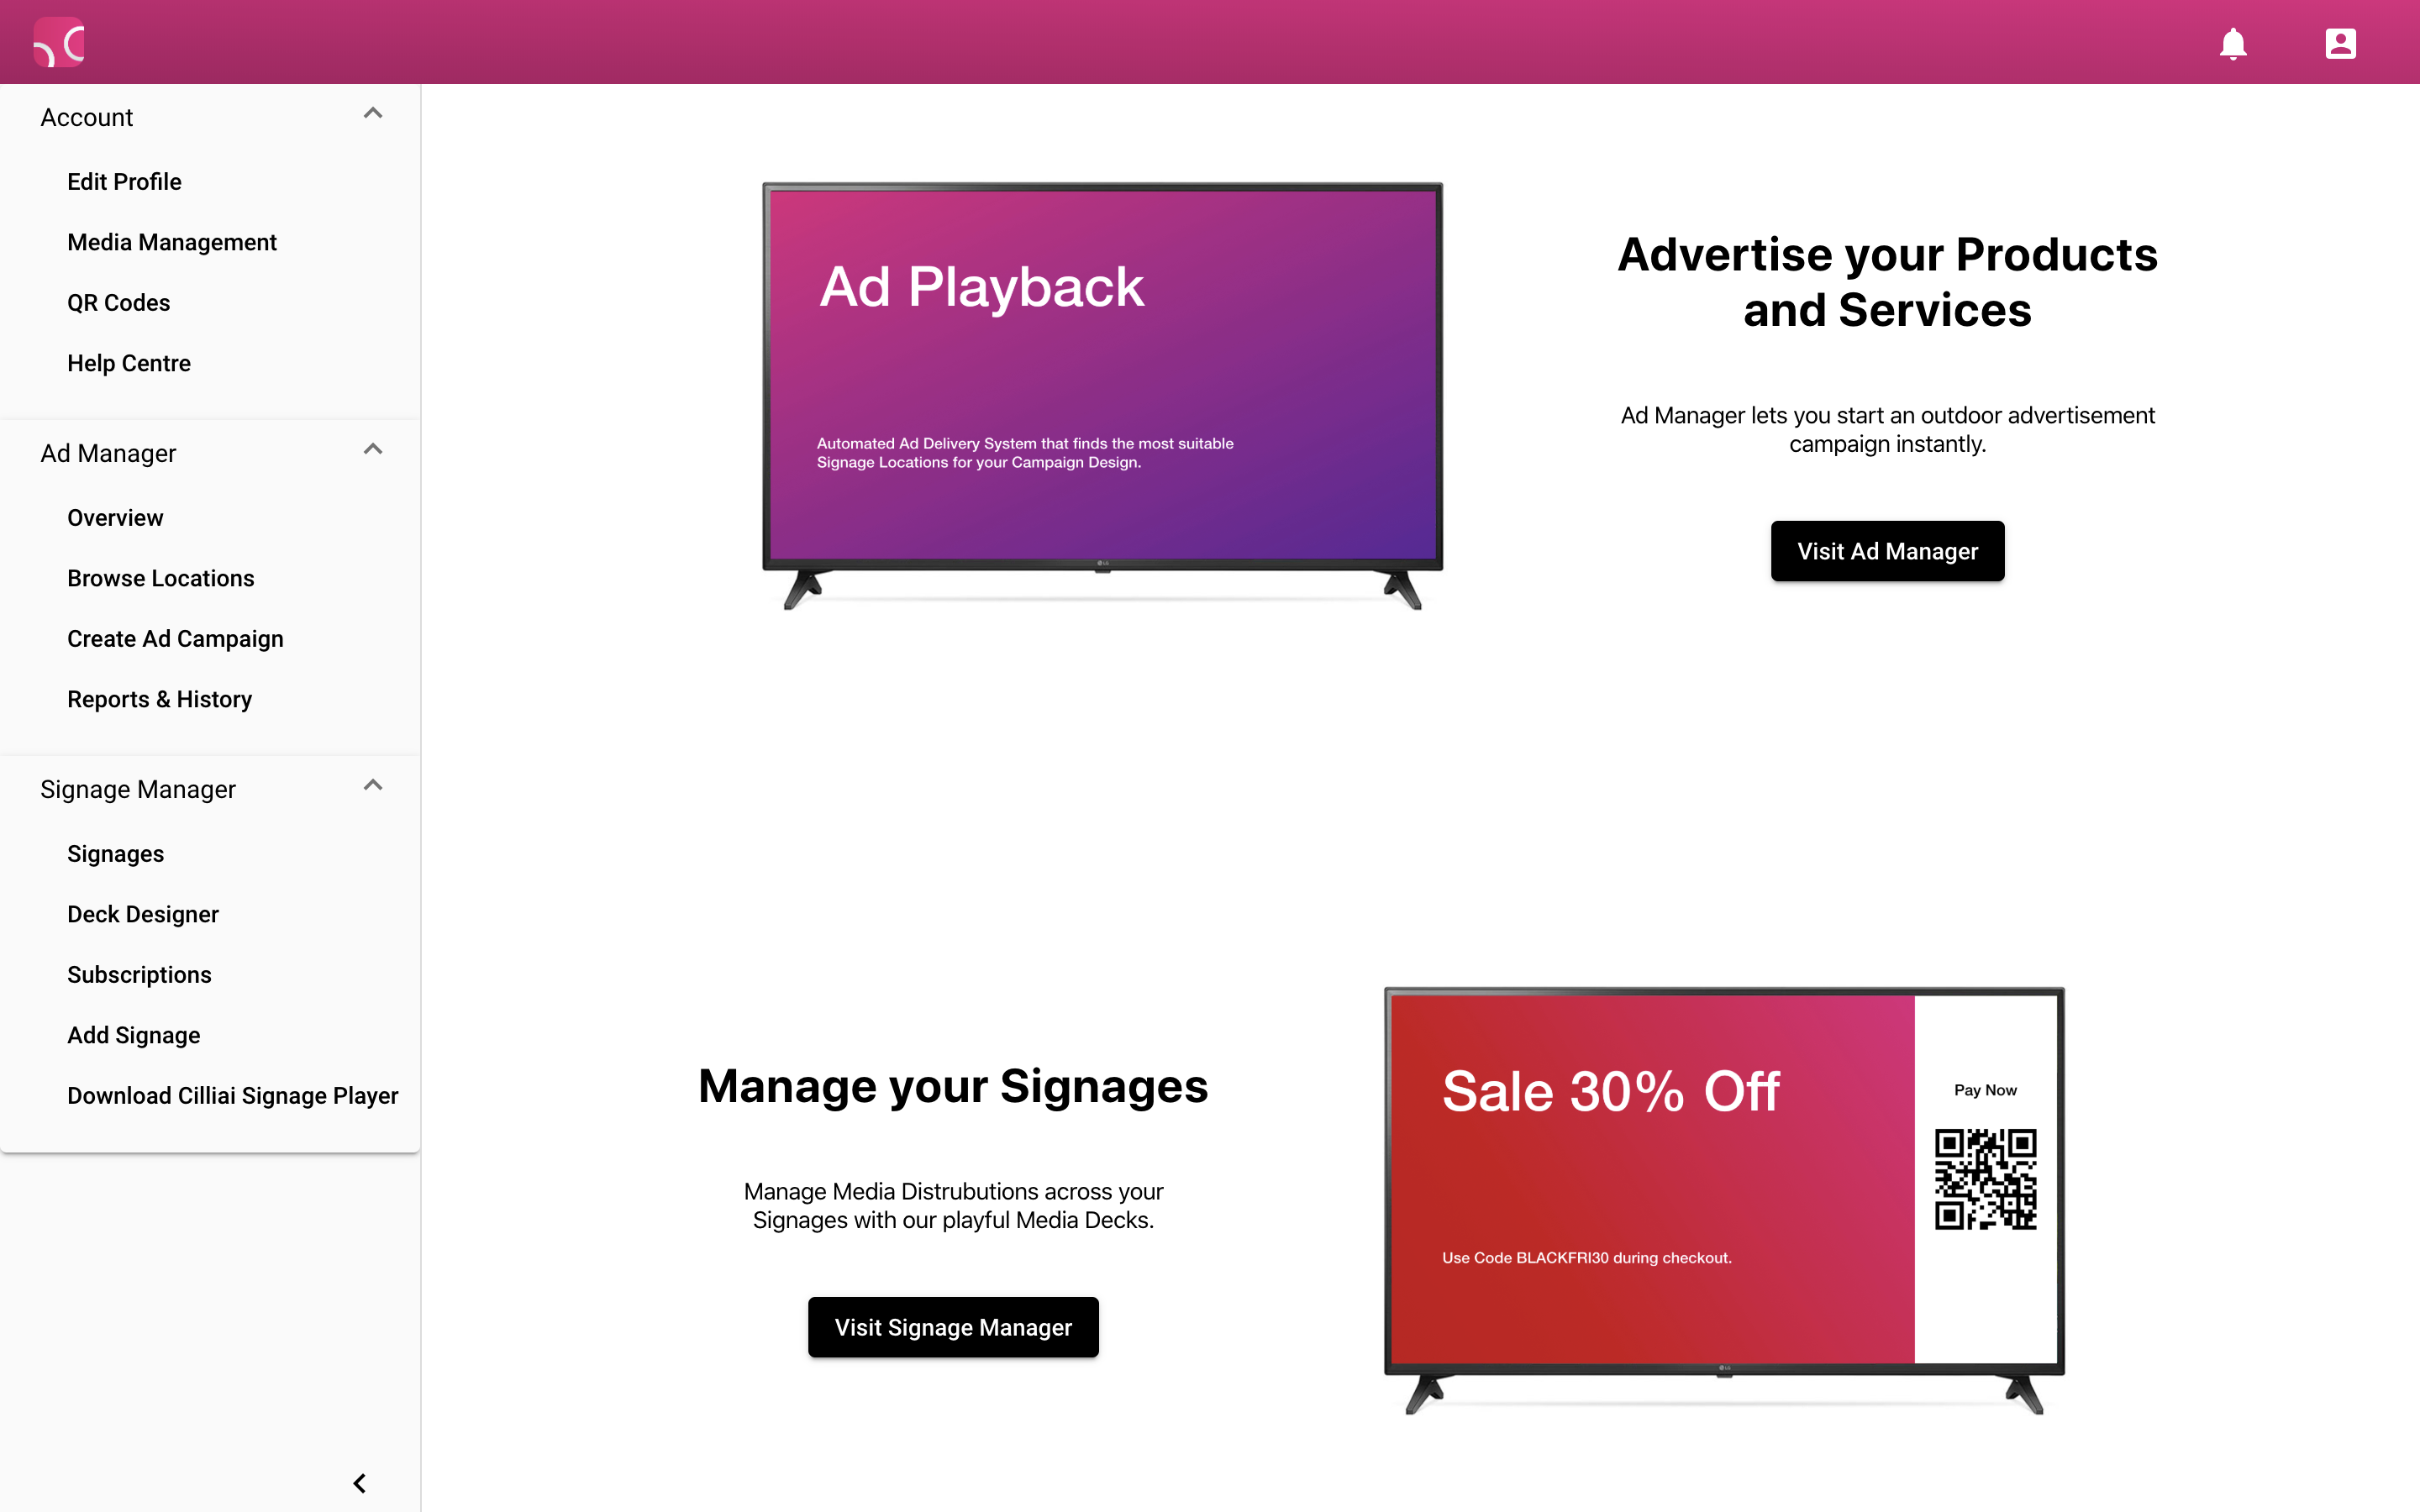 Account
Edit Profile
Media Management
QR Codes
Help Centre
Ad Manager
Overview
Browse Locations
Create Ad Campaign
Reports & History
Signage Manager
Signages
Deck Designer
Subscriptions
Add Signage
Download Cilliai Signage Player
Ad Playback
Automated Ad Delivery System that finds the most suitable
Signage Locations for your Campaign Design.
LG
Advertise your Products
and Services
Ad Manager lets you start an outdoor advertisement
campaign instantly.
Visit Ad Manager
Manage your Signages
Manage Media Distrubutions across your
Signages with our playful Media Decks.
Visit Signage Manager
Sale 30% Off
Use Code BLACKFRI30 during checkout.
Pay Now
LG